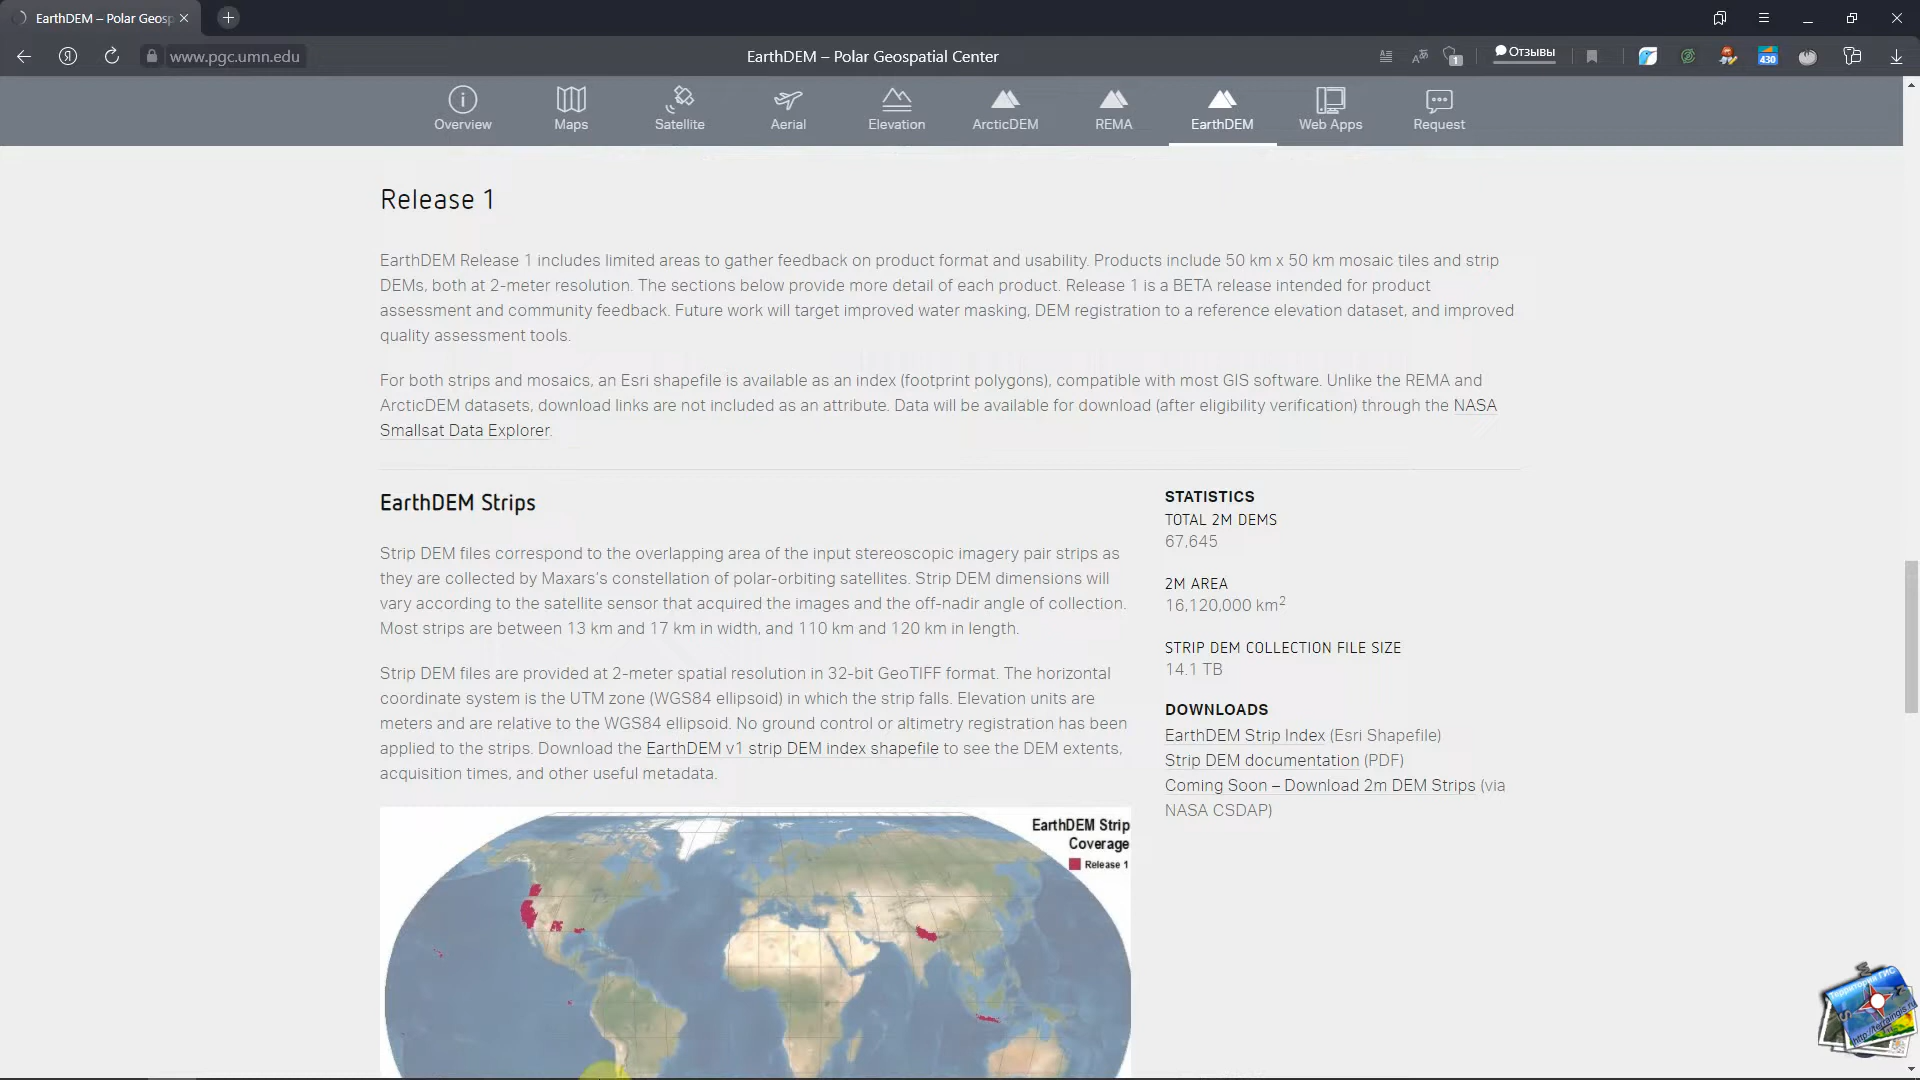 EarthDEM – Polar Geosp
www.pgc.umn.edu
EarthDEM – Polar Geospatial Center
Отзывы
1
430
Overview
Maps
Satellite
Aerial
Elevation
ArcticDEM
REMA
EarthDEM
Web Apps
Request
Release 1
EarthDEM Release 1 includes limited areas to gather feedback on product format and usability. Products include 50 km x 50 km mosaic tiles and strip
DEMs, both at 2-meter resolution. The sections below provide more detail of each product. Release 1 is a BETA release intended for product
assessment and community feedback. Future work will target improved water masking, DEM registration to a reference elevation dataset, and improved
quality assessment tools.
For both strips and mosaics, an Esri shapefile is available as an index (footprint polygons), compatible with most GIS software. Unlike the REMA and
ArcticDEM datasets, download links are not included as an attribute. Data will be available for download (after eligibility verification) through the NASA
Smallsat Data Explorer.
EarthDEM Strips
Strip DEM files correspond to the overlapping area of the input stereoscopic imagery pair strips as
they are collected by Maxars's constellation of polar-orbiting satellites. Strip DEM dimensions will
vary according to the satellite sensor that acquired the images and the off-nadir angle of collection.
Most strips are between 13 km and 17 km in width, and 110 km and 120 km in length.
Strip DEM files are provided at 2-meter spatial resolution in 32-bit GeoTIFF format. The horizontal
coordinate system is the UTM zone (WGS84 ellipsoid) in which the strip falls. Elevation units are
meters and are relative to the WGS84 ellipsoid. No ground control or altimetry registration has been
applied to the strips. Download the EarthDEM v1 strip DEM index shapefile to see the DEM extents,
acquisition times, and other useful metadata.
STATISTICS
TOTAL 2M DEMS
67,645
2M AREA
16,120,000 km²
STRIP DEM COLLECTION FILE SIZE
14.1 TB
DOWNLOADS
EarthDEM Strip Index (Esri Shapefile)
Strip DEM documentation (PDF)
Coming Soon – Download 2m DEM Strips (via
NASA CSDAP)
EarthDEM Strip
Coverage
Release 1
Территория ГИС